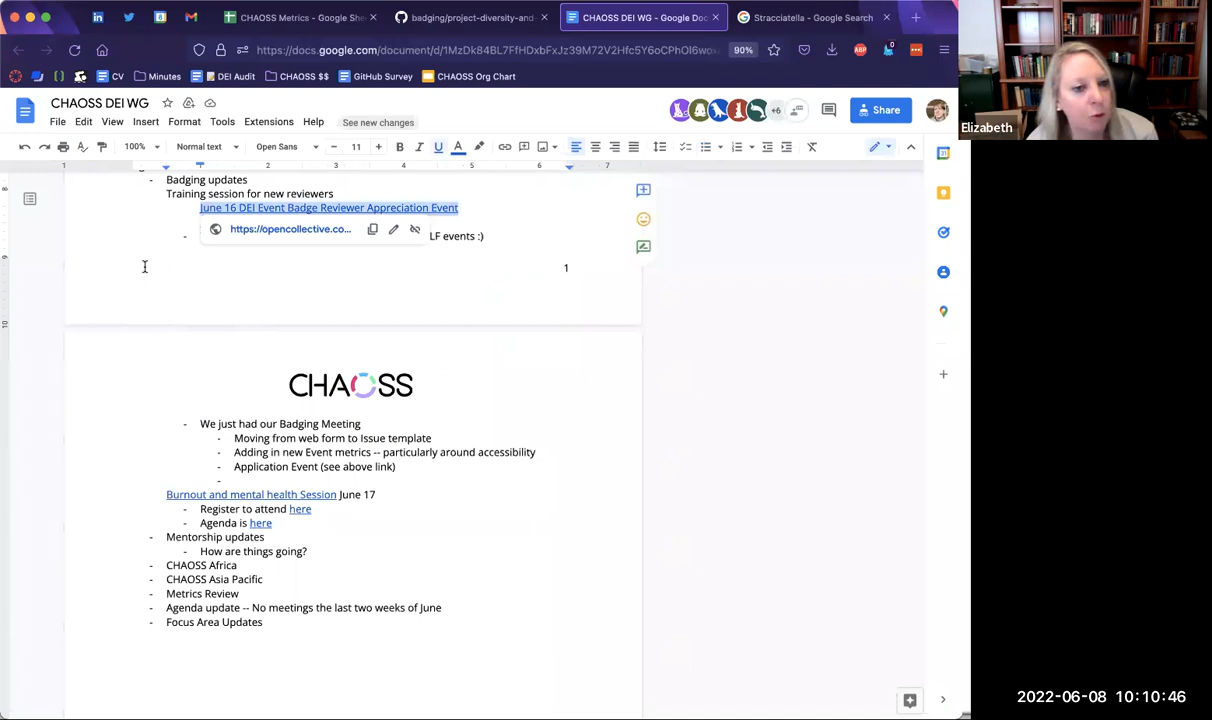 CHAOSS Metrics - Google She
badging/project-diversity-and-
CHAOSS DEI WG - Google Doc
Stracciatella - Google Search
https://docs.google.com/document/d/1MzDk84BL7FfHDxbFxJz39M72V2Hfc5Y6oCPhOI6wo
90%
CV
Minutes
DEI Audit
CHAOSS $$
GitHub Survey
CHAOSS Org Chart
CHAOSS DEI WG
File Edit View Insert Format Tools Extensions Help
See new changes
+6
Share
Elizabeth
100%
Normal text
Open Sans
11
- Badging updates
Training session for new reviewers
June 16 DEI Event Badge Reviewer Appreciation Event
https://opencollective.co...
- LF events :)
1
CHAOSS
- We just had our Badging Meeting
- Moving from web form to Issue template
- Adding in new Event metrics -- particularly around accessibility
- Application Event (see above link)
-
Burnout and mental health Session June 17
- Register to attend here
- Agenda is here
- Mentorship updates
- How are things going?
- CHAOSS Africa
- CHAOSS Asia Pacific
- Metrics Review
- Agenda update -- No meetings the last two weeks of June
- Focus Area Updates
2022-06-08 10:10:46